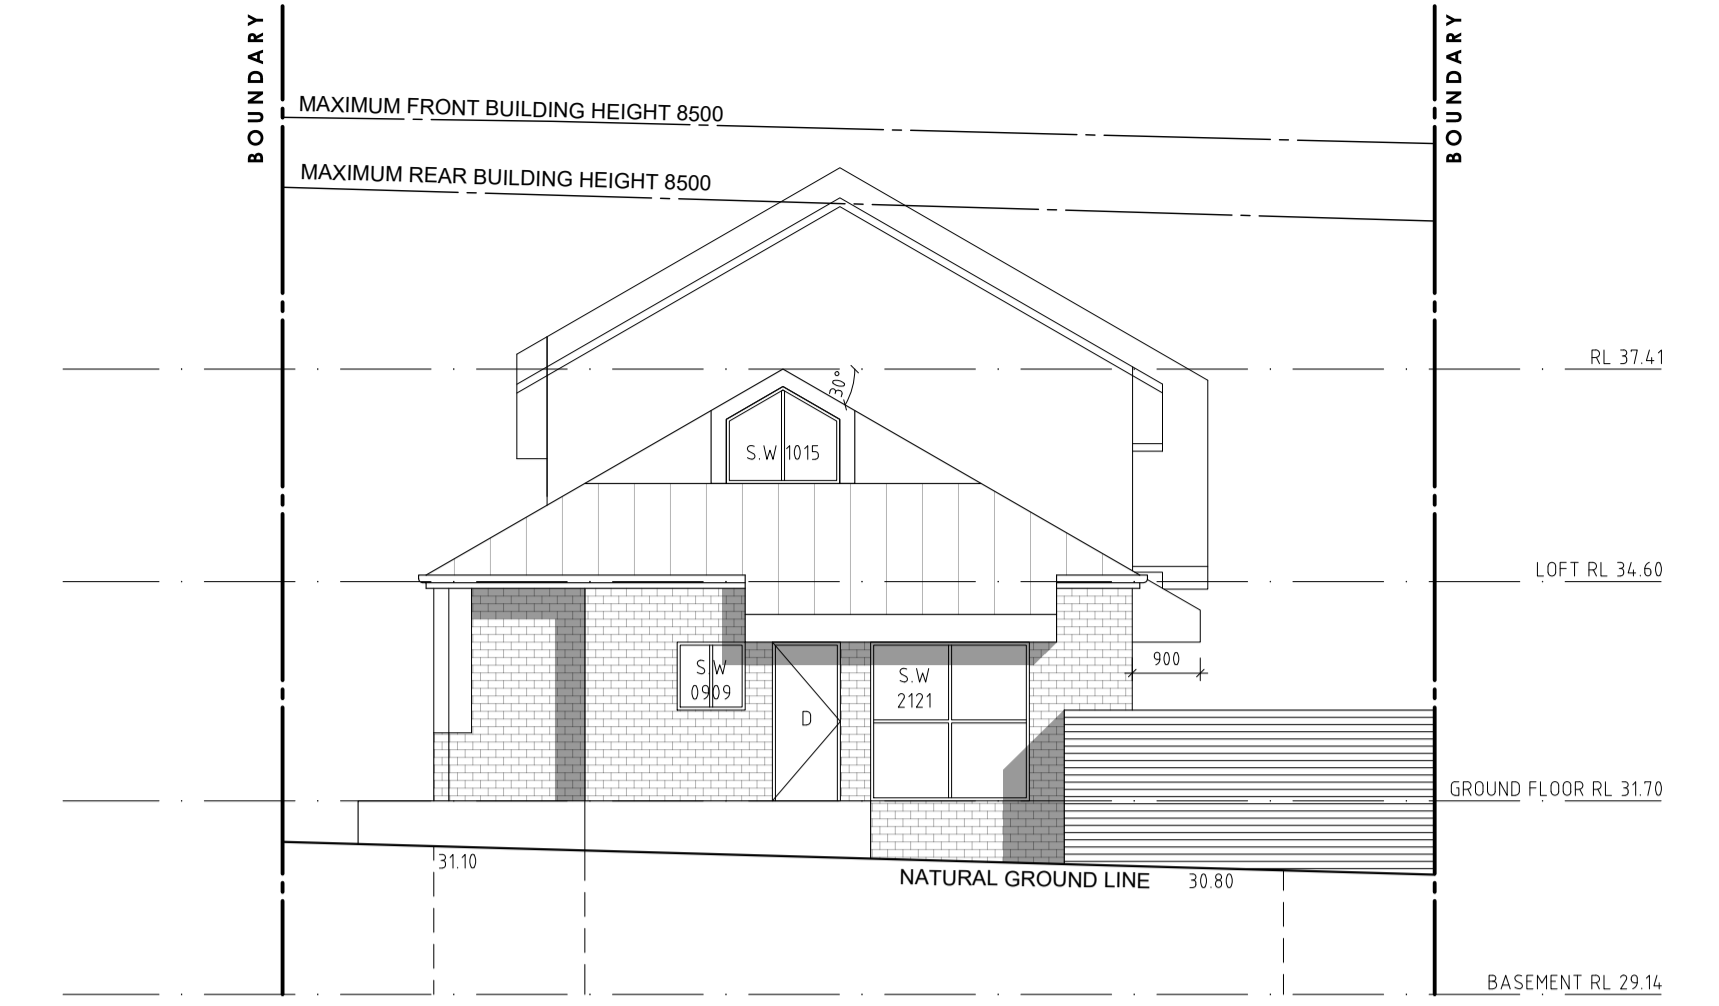 BOUNDARY
BOUNDARY
MAXIMUM FRONT BUILDING HEIGHT 8500
MAXIMUM REAR BUILDING HEIGHT 8500
RL 37.41
30°
S.W 1015
LOFT RL 34.60
900
S.W
0909
S.W
2121
D
GROUND FLOOR RL 31.70
31.10
NATURAL GROUND LINE
30.80
BASEMENT RL 29.14